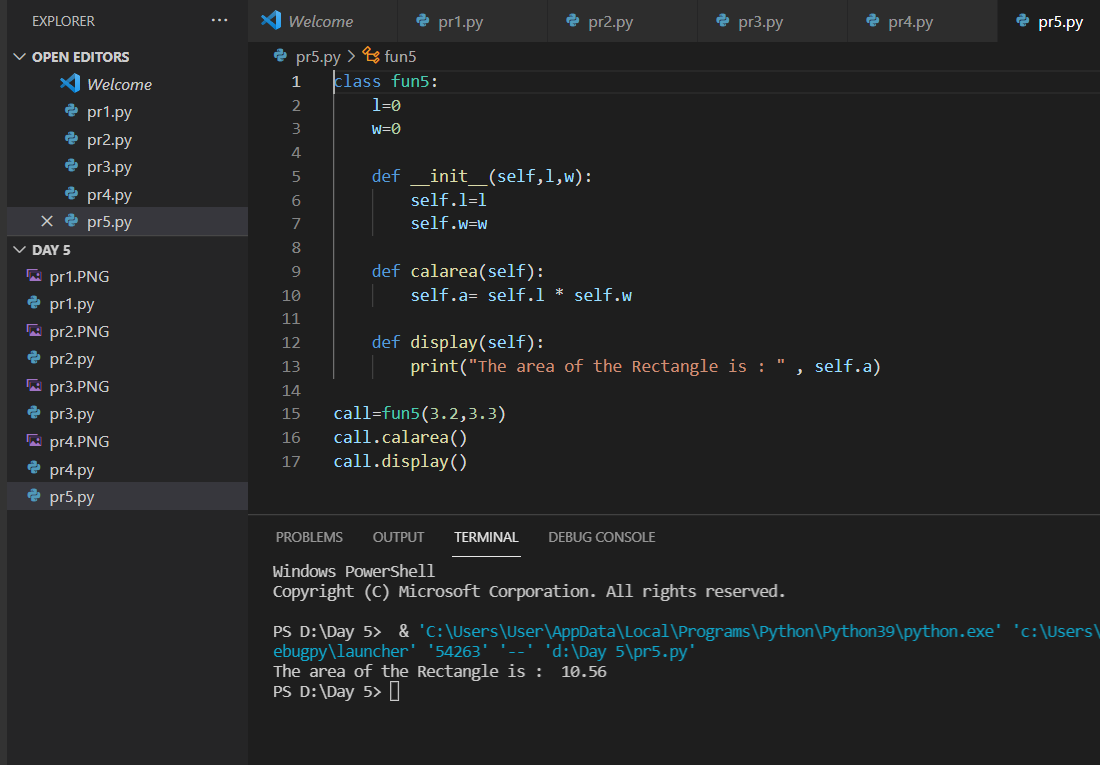 EXPLORER ...
OPEN EDITORS
Welcome
pr1.py
pr2.py
pr3.py
pr4.py
pr5.py
DAY 5
pr1.PNG
pr1.py
pr2.PNG
pr2.py
pr3.PNG
pr3.py
pr4.PNG
pr4.py
pr5.py
Welcome pr1.py pr2.py pr3.py pr4.py pr5.py
pr5.py > fun5
1 class fun5:
2     l=0
3     w=0
4
5     def __init__(self,l,w):
6         self.l=l
7         self.w=w
8
9     def calarea(self):
10         self.a= self.l * self.w
11
12     def display(self):
13         print("The area of the Rectangle is : " , self.a)
14
15 call=fun5(3.2,3.3)
16 call.calarea()
17 call.display()
PROBLEMS OUTPUT TERMINAL DEBUG CONSOLE
Windows PowerShell
Copyright (C) Microsoft Corporation. All rights reserved.
PS D:\Day 5>  & 'C:\Users\User\AppData\Local\Programs\Python\Python39\python.exe' 'c:\Users\
ebugpy\launcher' '54263' '--' 'd:\Day 5\pr5.py'
The area of the Rectangle is :  10.56
PS D:\Day 5>